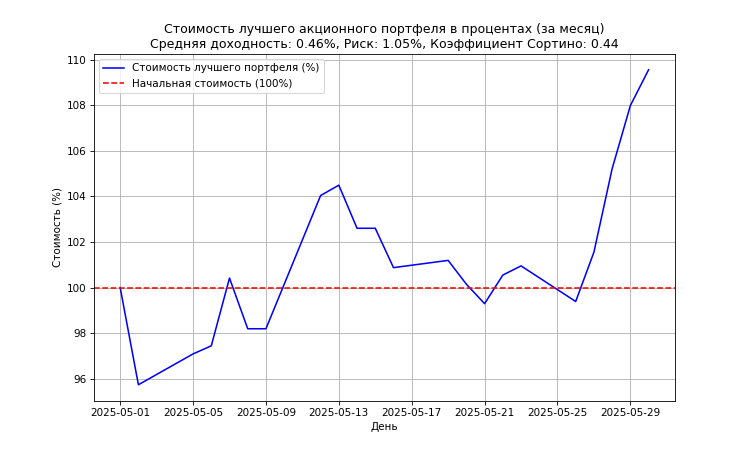 Стоимость лучшего акционного портфеля в процентах (за месяц)
Средняя доходность: 0.46%, Риск: 1.05%, Коэффициент Сортино: 0.44
Стоимость лучшего портфеля (%)
Начальная стоимость (100%)
Стоимость (%)
110
108
106
104
102
100
98
96
2025-05-01
2025-05-05
2025-05-09
2025-05-13
2025-05-17
2025-05-21
2025-05-25
2025-05-29
День